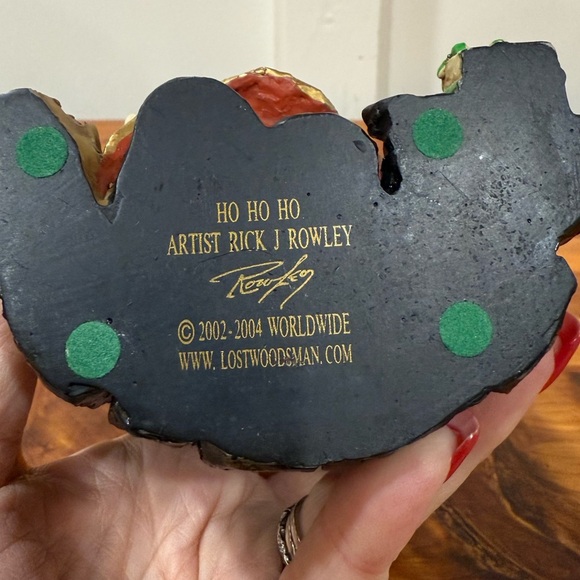 HO HO HO
ARTIST RICK J ROWLEY
Rowley
© 2002-2004 WORLDWIDE
WWW. LOSTWOODSMAN. COM